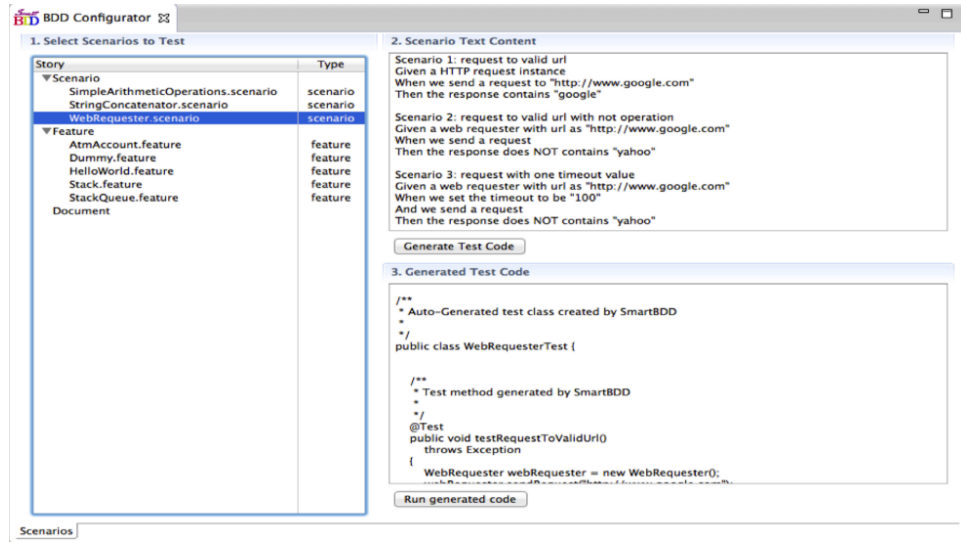 BDD Configurator
1. Select Scenarios to Test
Story Type
Scenario
SimpleArithmeticOperations.scenario scenario
StringConcatenator.scenario scenario
WebRequester.scenario scenario
Feature
AtmAccount.feature feature
Dummy.feature feature
HelloWorld.feature feature
Stack.feature feature
StackQueue.feature feature
Document
2. Scenario Text Content
Scenario 1: request to valid url
Given a HTTP request instance
When we send a request to "http://www.google.com"
Then the response contains "google"
Scenario 2: request to valid url with not operation
Given a web requester with url as "http://www.google.com"
When we send a request
Then the response does NOT contains "yahoo"
Scenario 3: request with one timeout value
Given a web requester with url as "http://www.google.com"
When we set the timeout to be "100"
And we send a request
Then the response does NOT contains "yahoo"
Generate Test Code
3. Generated Test Code
/**
* Auto-Generated test class created by SmartBDD
*
*/
public class WebRequesterTest {
/**
* Test method generated by SmartBDD
*
*/
@Test
public void testRequestToValidUrl()
throws Exception
{
WebRequester webRequester = new WebRequester();
Run generated code
Scenarios